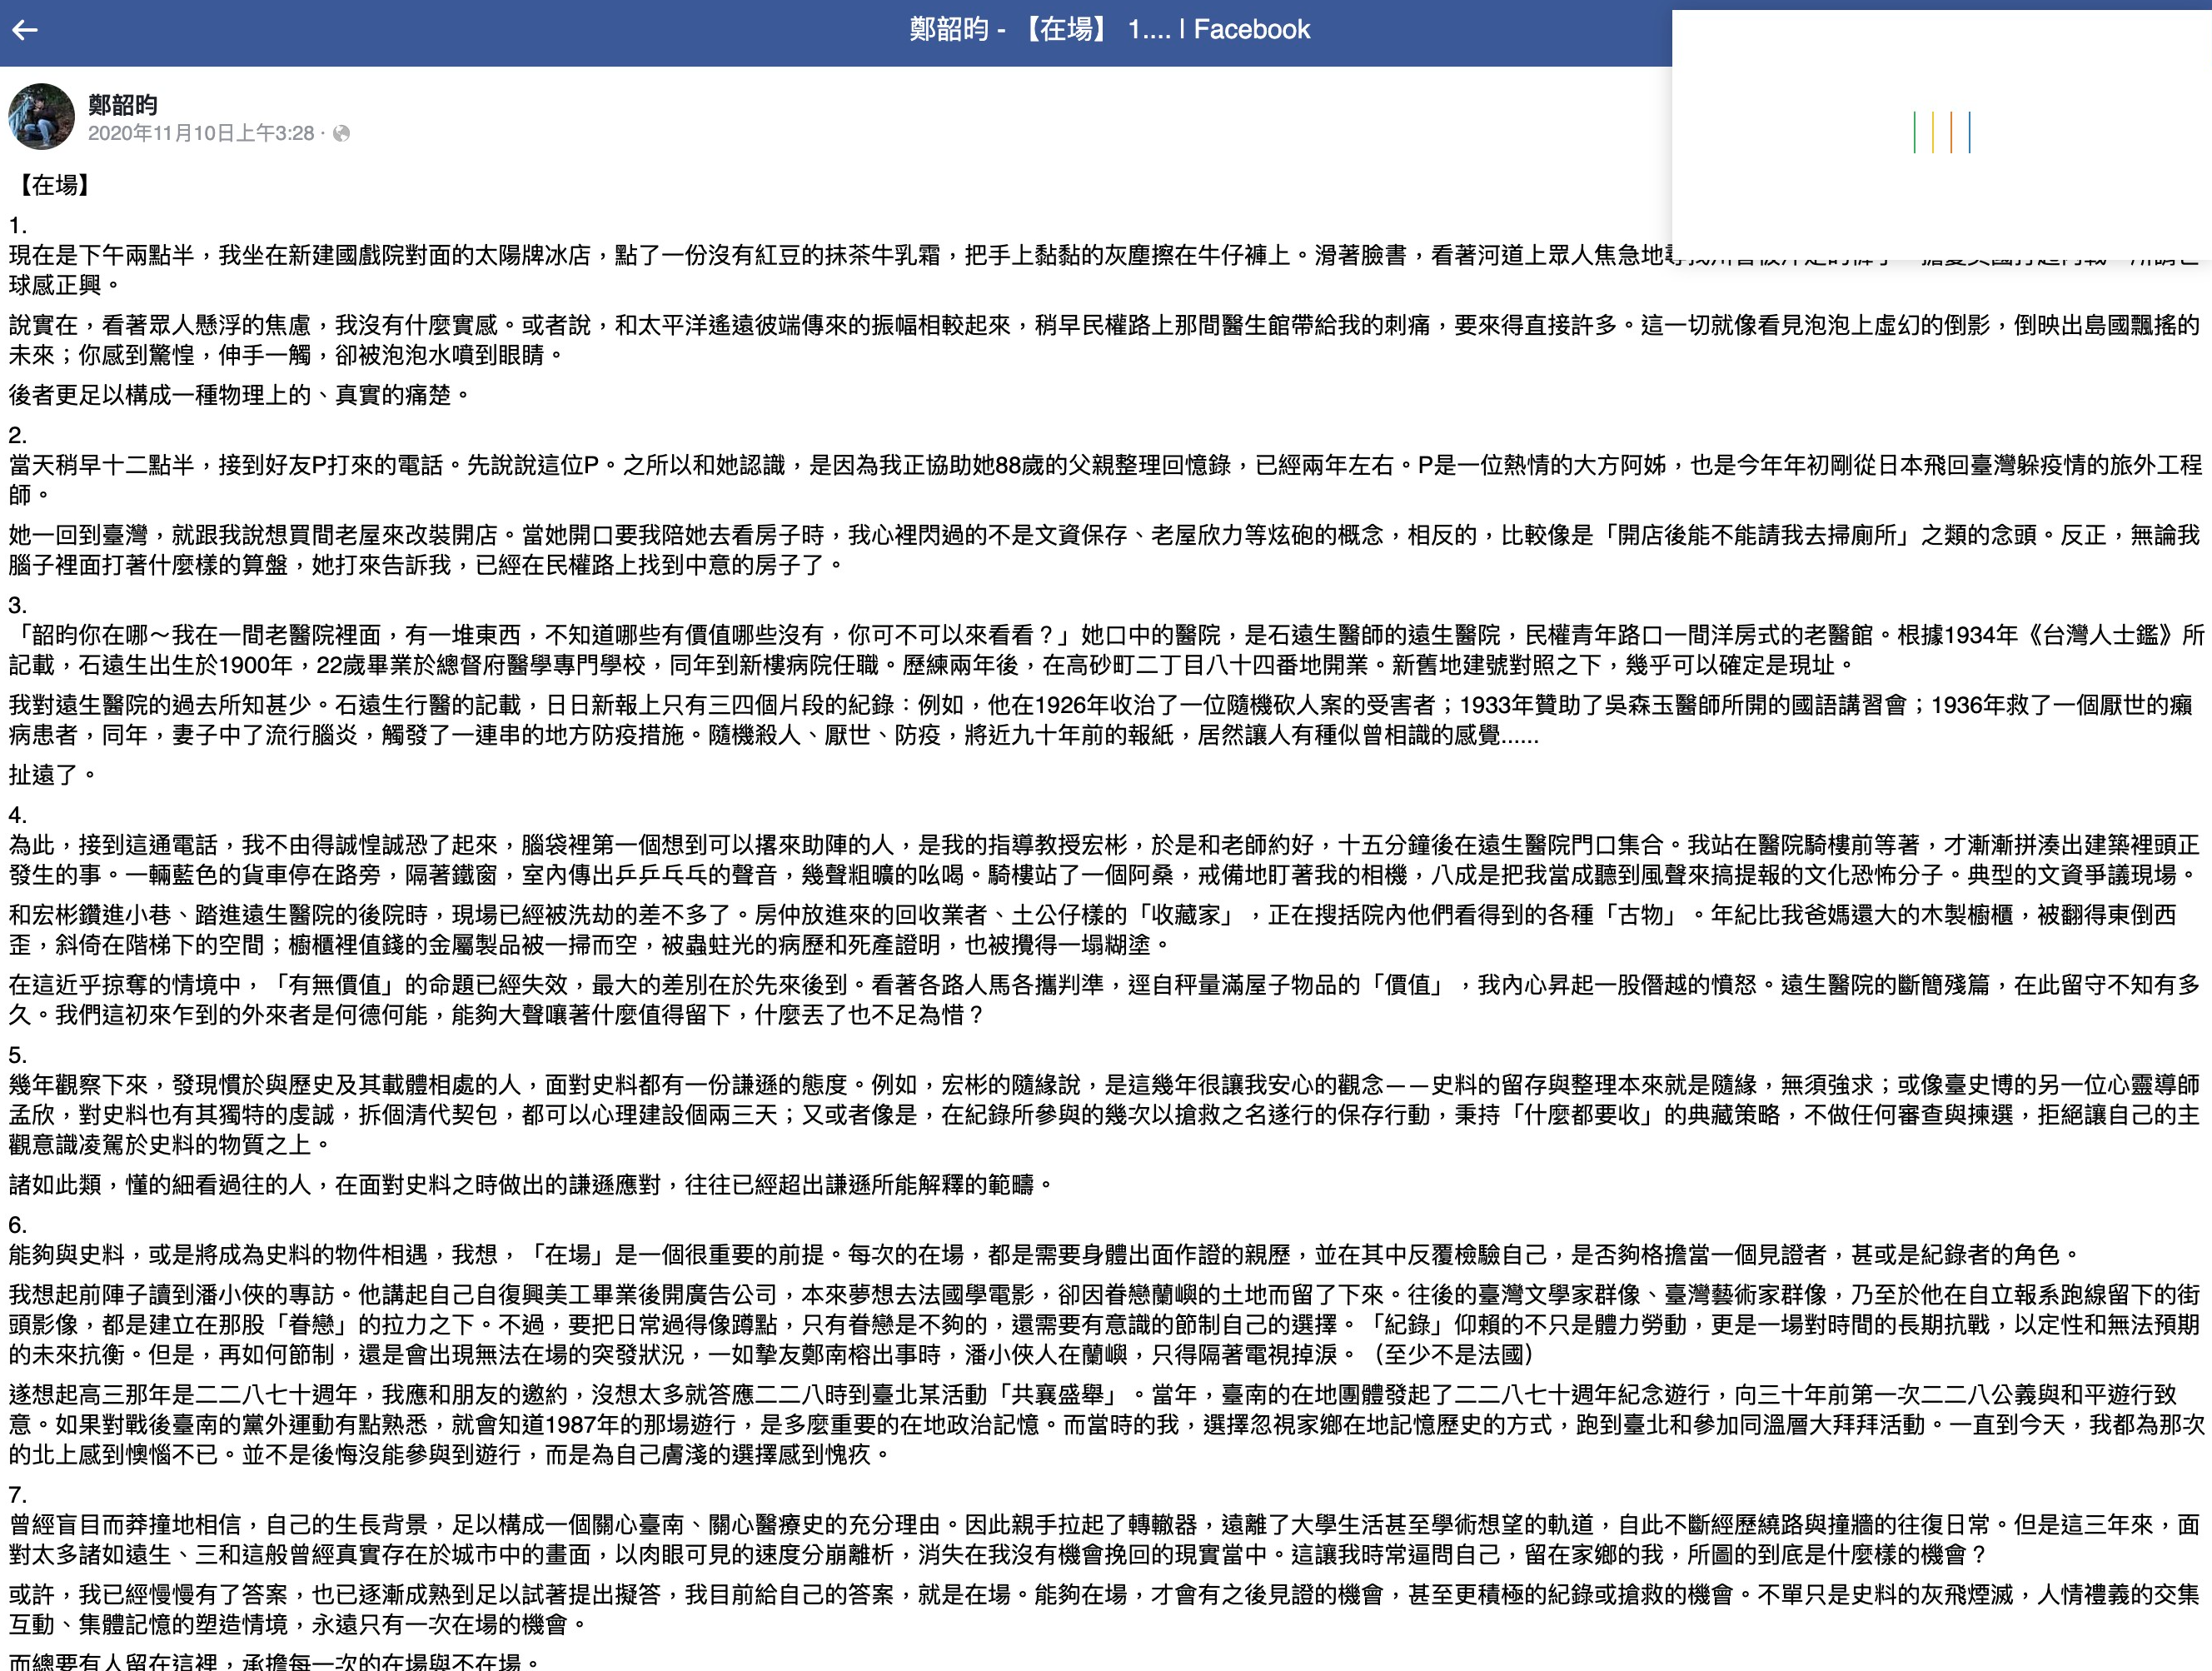 鄭韶昀 - 【在場】 1.... | Facebook
鄭韶昀
2020年11月10日上午3:28 ·
【在場】
1.
現在是下午兩點半，我坐在新建國戲院對面的太陽牌冰店，點了一份沒有紅豆的抹茶牛乳霜，把手上黏黏的灰塵擦在牛仔褲上。滑著臉書，看著河道上眾人焦急地
球感正興。
說實在，看著眾人懸浮的焦慮，我沒有什麼實感。或者說，和太平洋遙遠彼端傳來的振幅相較起來，稍早民權路上那間醫生館帶給我的刺痛，要來得直接許多。這一切就像看見泡泡上虛幻的倒影，倒映出島國飄搖的
未來；你感到驚惶，伸手一觸，卻被泡泡水噴到眼睛。
後者更足以構成一種物理上的、真實的痛楚。
2.
當天稍早十二點半，接到好友P打來的電話。先說說這位P。之所以和她認識，是因為我正協助她88歲的父親整理回憶錄，已經兩年左右。P是一位熱情的大方阿姊，也是今年年初剛從日本飛回臺灣躲疫情的旅外工程
師。
她一回到臺灣，就跟我說想買間老屋來改裝開店。當她開口要我陪她去看房子時，我心裡閃過的不是文資保存、老屋欣力等炫砲的概念，相反的，比較像是「開店後能不能請我去掃廁所」之類的念頭。反正，無論我
腦子裡面打著什麼樣的算盤，她打來告訴我，已經在民權路上找到中意的房子了。
3.
「韶昀你在哪～我在一間老醫院裡面，有一堆東西，不知道哪些有價值哪些沒有，你可不可以來看看？」她口中的醫院，是石遠生醫師的遠生醫院，民權青年路口一間洋房式的老醫館。根據1934年《台灣人士鑑》所
記載，石遠生出生於1900年，22歲畢業於總督府醫學專門學校，同年到新樓病院任職。歷練兩年後，在高砂町二丁目八十四番地開業。新舊地建號對照之下，幾乎可以確定是現址。
我對遠生醫院的過去所知甚少。石遠生行醫的記載，日日新報上只有三四個片段的紀錄：例如，他在1926年收治了一位隨機砍人案的受害者；1933年贊助了吳森玉醫師所開的國語講習會；1936年救了一個厭世的癩
病患者，同年，妻子中了流行腦炎，觸發了一連串的地方防疫措施。隨機殺人、厭世、防疫，將近九十年前的報紙，居然讓人有種似曾相識的感覺......
扯遠了。
4.
為此，接到這通電話，我不由得誠惶誠恐了起來，腦袋裡第一個想到可以撂來助陣的人，是我的指導教授宏彬，於是和老師約好，十五分鐘後在遠生醫院門口集合。我站在醫院騎樓前等著，才漸漸拼湊出建築裡頭正
發生的事。一輛藍色的貨車停在路旁，隔著鐵窗，室內傳出乒乒乓乓的聲音，幾聲粗曠的吆喝。騎樓站了一個阿桑，戒備地盯著我的相機，八成是把我當成聽到風聲來搞提報的文化恐怖分子。典型的文資爭議現場。
和宏彬鑽進小巷、踏進遠生醫院的後院時，現場已經被洗劫的差不多了。房仲放進來的回收業者、土公仔樣的「收藏家」，正在搜括院內他們看得到的各種「古物」。年紀比我爸媽還大的木製櫥櫃，被翻得東倒西
歪，斜倚在階梯下的空間；櫥櫃裡值錢的金屬製品被一掃而空，被蟲蛀光的病歷和死產證明，也被攪得一塌糊塗。
在這近乎掠奪的情境中，「有無價值」的命題已經失效，最大的差別在於先來後到。看著各路人馬各攜判準，逕自秤量滿屋子物品的「價值」，我內心昇起一股僭越的憤怒。遠生醫院的斷簡殘篇，在此留守不知有多
久。我們這初來乍到的外來者是何德何能，能夠大聲嚷著什麼值得留下，什麼丟了也不足為惜？
5.
幾年觀察下來，發現慣於與歷史及其載體相處的人，面對史料都有一份謙遜的態度。例如，宏彬的隨緣說，是這幾年很讓我安心的觀念——史料的留存與整理本來就是隨緣，無須強求；或像臺史博的另一位心靈導師
孟欣，對史料也有其獨特的虔誠，拆個清代契包，都可以心理建設個兩三天；又或者像是，在紀錄所參與的幾次以搶救之名遂行的保存行動，秉持「什麼都要收」的典藏策略，不做任何審查與揀選，拒絕讓自己的主
觀意識凌駕於史料的物質之上。
諸如此類，懂的細看過往的人，在面對史料之時做出的謙遜應對，往往已經超出謙遜所能解釋的範疇。
6.
能夠與史料，或是將成為史料的物件相遇，我想，「在場」是一個很重要的前提。每次的在場，都是需要身體出面作證的親歷，並在其中反覆檢驗自己，是否夠格擔當一個見證者，甚或是紀錄者的角色。
我想起前陣子讀到潘小俠的專訪。他講起自己自復興美工畢業後開廣告公司，本來夢想去法國學電影，卻因眷戀蘭嶼的土地而留了下來。往後的臺灣文學家群像、臺灣藝術家群像，乃至於他在自立報系跑線留下的街
頭影像，都是建立在那股「眷戀」的拉力之下。不過，要把日常過得像蹲點，只有眷戀是不夠的，還需要有意識的節制自己的選擇。「紀錄」仰賴的不只是體力勞動，更是一場對時間的長期抗戰，以定性和無法預期
的未來抗衡。但是，再如何節制，還是會出現無法在場的突發狀況，一如摯友鄭南榕出事時，潘小俠人在蘭嶼，只得隔著電視掉淚。（至少不是法國）
遂想起高三那年是二二八七十週年，我應和朋友的邀約，沒想太多就答應二二八時到臺北某活動「共襄盛舉」。當年，臺南的在地團體發起了二二八七十週年紀念遊行，向三十年前第一次二二八公義與和平遊行致
意。如果對戰後臺南的黨外運動有點熟悉，就會知道1987年的那場遊行，是多麼重要的在地政治記憶。而當時的我，選擇忽視家鄉在地記憶歷史的方式，跑到臺北和參加同溫層大拜拜活動。一直到今天，我都為那次
的北上感到懊惱不已。並不是後悔沒能參與到遊行，而是為自己膚淺的選擇感到愧疚。
7.
曾經盲目而莽撞地相信，自己的生長背景，足以構成一個關心臺南、關心醫療史的充分理由。因此親手拉起了轉轍器，遠離了大學生活甚至學術想望的軌道，自此不斷經歷繞路與撞牆的往復日常。但是這三年來，面
對太多諸如遠生、三和這般曾經真實存在於城市中的畫面，以肉眼可見的速度分崩離析，消失在我沒有機會挽回的現實當中。這讓我時常逼問自己，留在家鄉的我，所圖的到底是什麼樣的機會？
或許，我已經慢慢有了答案，也已逐漸成熟到足以試著提出擬答，我目前給自己的答案，就是在場。能夠在場，才會有之後見證的機會，甚至更積極的紀錄或搶救的機會。不單只是史料的灰飛煙滅，人情禮義的交集
互動、集體記憶的塑造情境，永遠只有一次在場的機會。
而總要有人留在這裡，承擔每一次的在場與不在場。